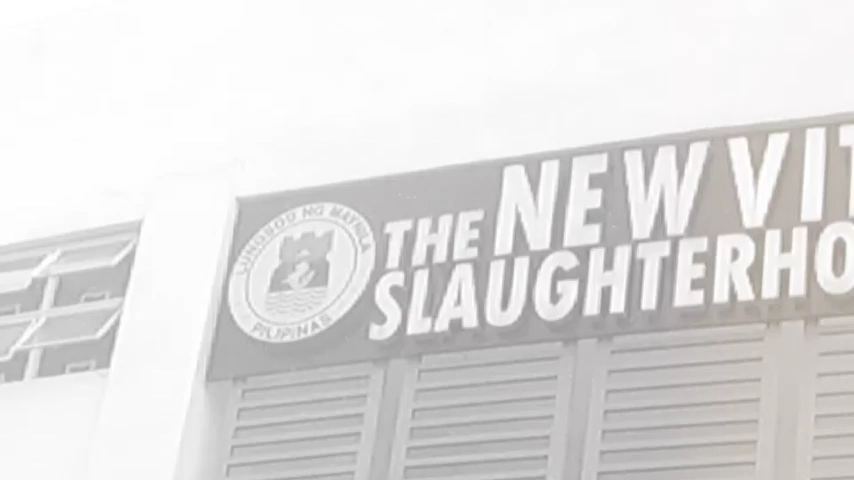 LUNGSOD NG MAYNILA
PILIPINAS
THE NEW VIT
SLAUGHTERHO